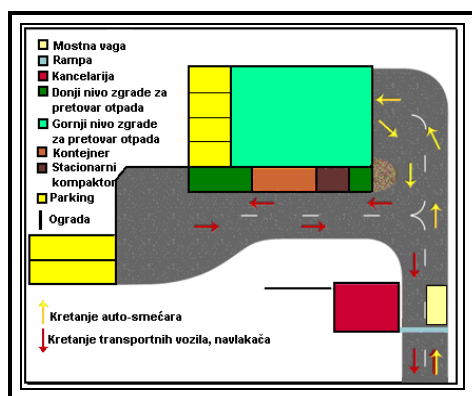 Mostna vaga
Rampa
Kancelarija
Donji nivo zgrade za
pretovar otpada
Gornji nivo zgrade
za pretovar otpada
Kontejner
Stacionarni
kompaktor
Parking
Ograda
Kretanje auto-smećara
Kretanje transportnih vozila, navlakača